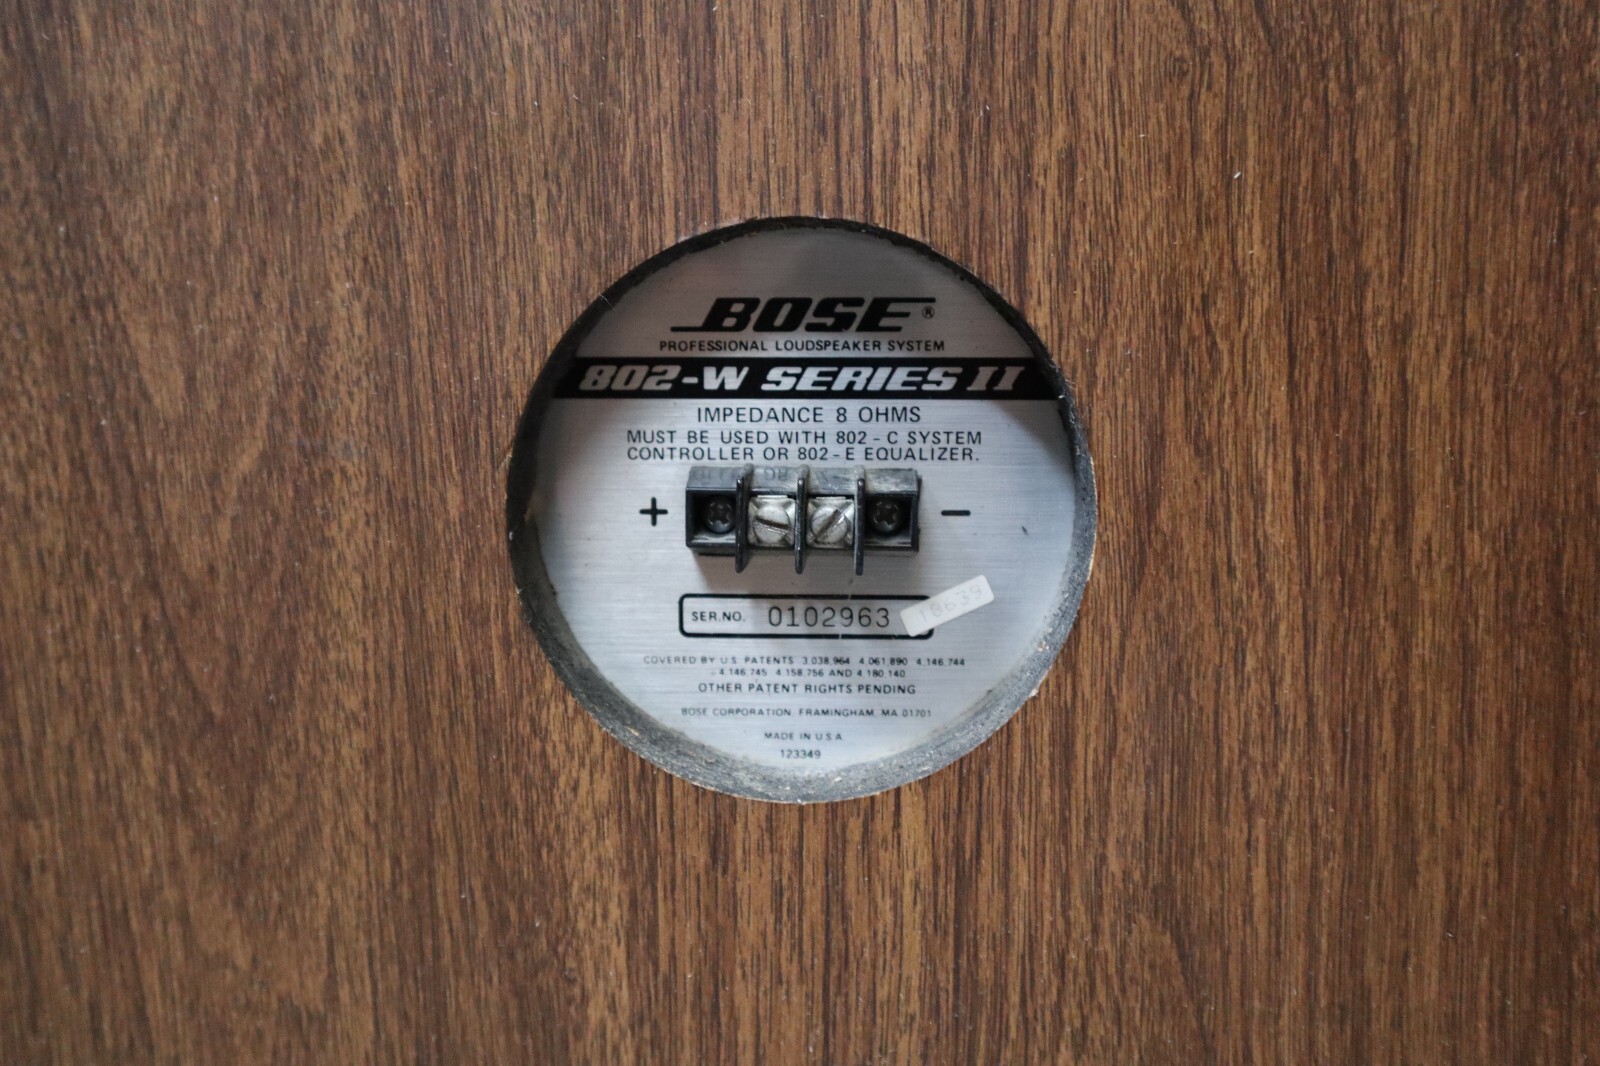 BOSE®
PROFESSIONAL LOUDSPEAKER SYSTEM
802-W SERIES II
IMPEDANCE 8 OHMS
MUST BE USED WITH 802-C SYSTEM
CONTROLLER OR 802-E EQUALIZER.
+ −
SER.NO. 0102963
18639
COVERED BY U.S. PATENTS 3,038,964 4,061,890 4,146,744
4,146,745 4,158,756 AND 4,180,140
OTHER PATENT RIGHTS PENDING
BOSE CORPORATION, FRAMINGHAM, MA 01701
MADE IN U.S.A.
123349